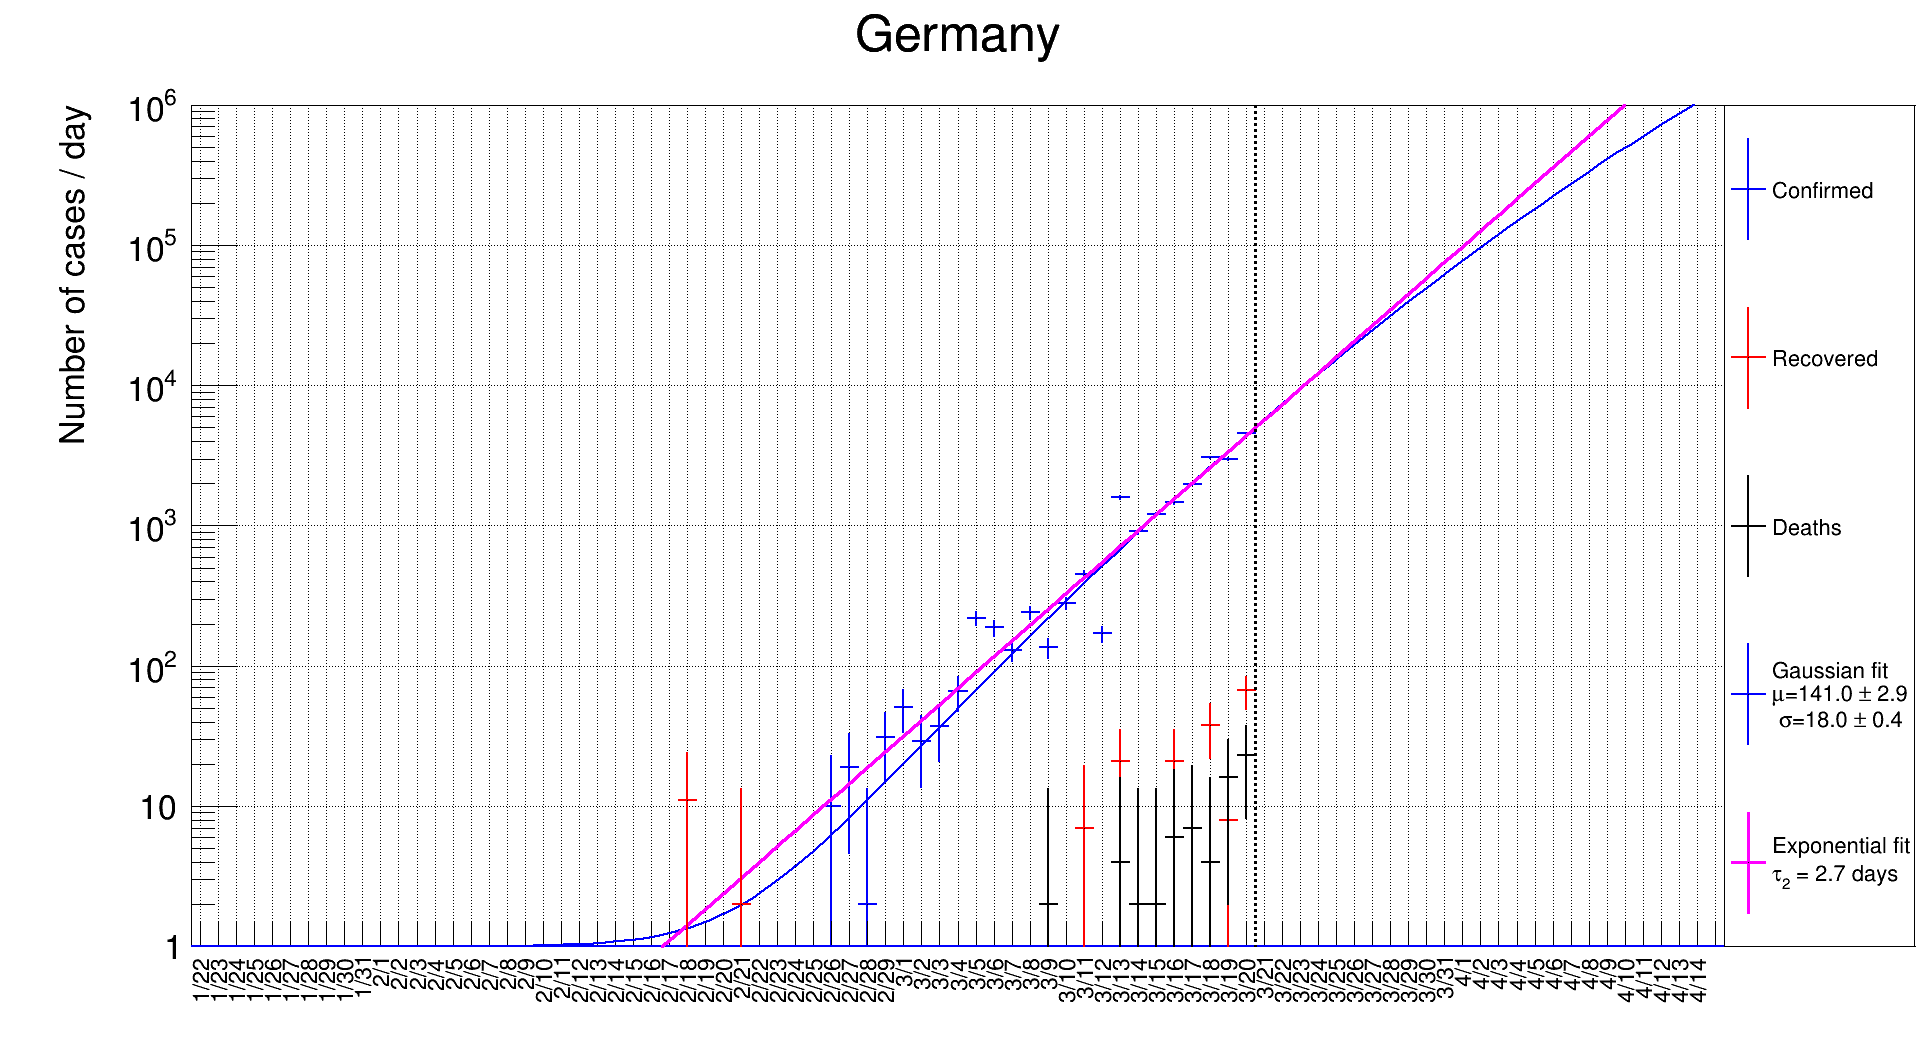 Germany
Number of cases / day
10^6
10^5
10^4
10^3
10^2
10
1
1/22 1/23 1/24 1/25 1/26 1/27 1/28 1/29 1/30 1/31 2/1 2/2 2/3 2/4 2/5 2/6 2/7 2/8 2/9 2/10 2/11 2/12 2/13 2/14 2/15 2/16 2/17 2/18 2/19 2/20 2/21 2/22 2/23 2/24 2/25 2/26 2/27 2/28 2/29 3/1 3/2 3/3 3/4 3/5 3/6 3/7 3/8 3/9 3/10 3/11 3/12 3/13 3/14 3/15 3/16 3/17 3/18 3/19 3/20 3/21 3/22 3/23 3/24 3/25 3/26 3/27 3/28 3/29 3/30 3/31 4/1 4/2 4/3 4/4 4/5 4/6 4/7 4/8 4/9 4/10 4/11 4/12 4/13 4/14
Confirmed
Recovered
Deaths
Gaussian fit
μ=141.0 ± 2.9
σ=18.0 ± 0.4
Exponential fit
τ₂ = 2.7 days